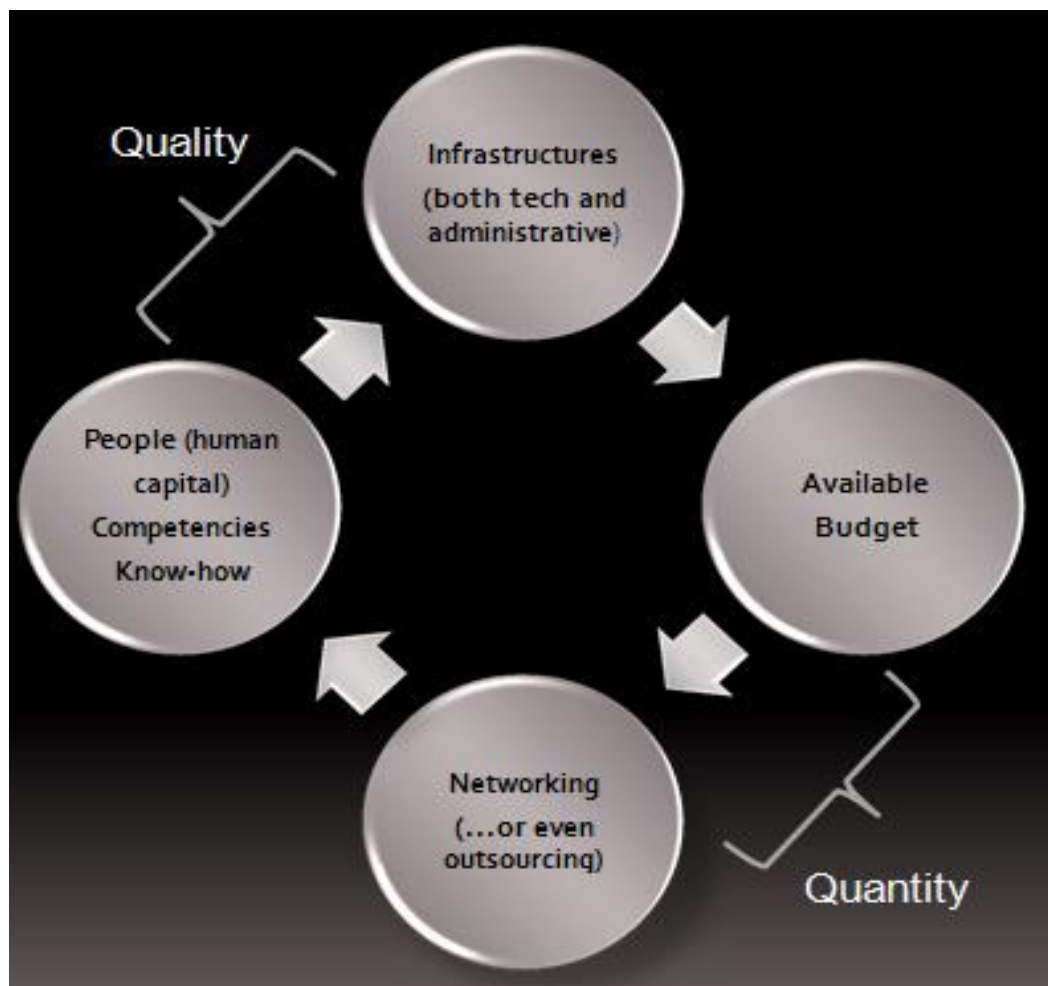 Quality
Infrastructures
(both tech and
administrative)
People (human
capital)
Competencies
Know-how
Available
Budget
Networking
(...or even
outsourcing)
Quantity